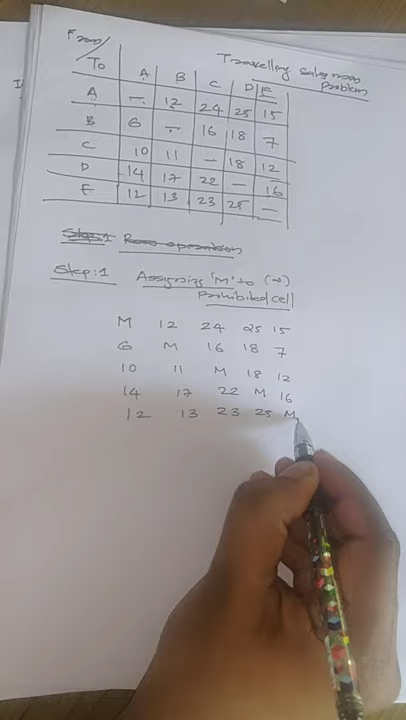 From/To Travelling salesman Problem
A B C D E
A — 12 24 25 15
B 6 — 16 18 7
C 10 11 — 18 12
D 14 17 22 — 16
E 12 13 23 25 —
Step:1 Row operation
Step:1 Assigning 'M' to (∞)
Prohibited cell
M 12 24 25 15
6 M 16 18 7
10 11 M 18 12
14 17 22 M 16
12 13 23 25 M